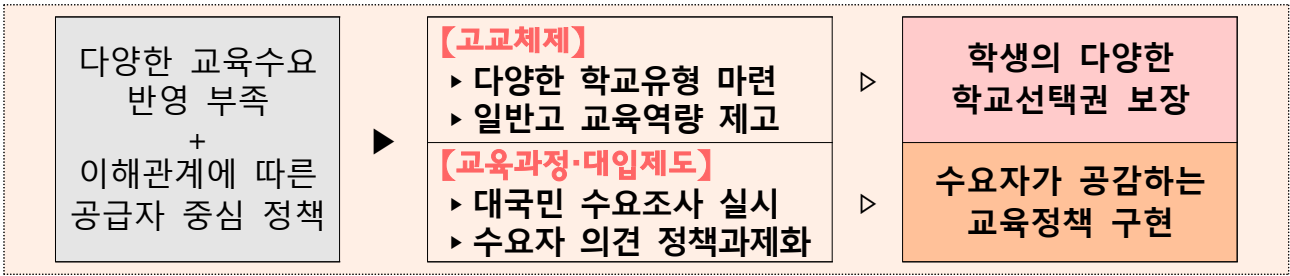 다양한 교육수요
반영 부족
+
이해관계에 따른
공급자 중심 정책
▶
【고교체제】
▸ 다양한 학교유형 마련
▸ 일반고 교육역량 제고
▷
학생의 다양한
학교선택권 보장
【교육과정·대입제도】
▸ 대국민 수요조사 실시
▸ 수요자 의견 정책과제화
▷
수요자가 공감하는
교육정책 구현